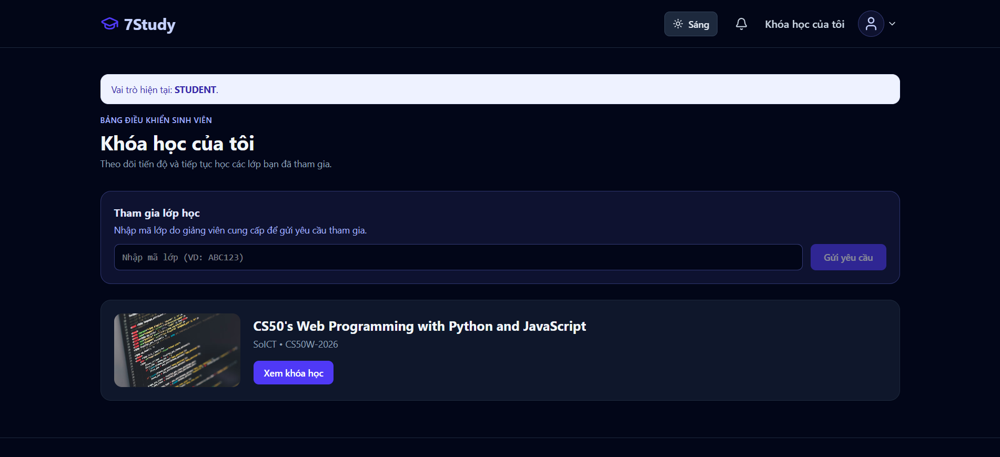 7Study
Sáng
Khóa học của tôi
Vai trò hiện tại: STUDENT.
BẢNG ĐIỀU KHIỂN SINH VIÊN
Khóa học của tôi
Theo dõi tiến độ và tiếp tục học các lớp bạn đã tham gia.
Tham gia lớp học
Nhập mã lớp do giảng viên cung cấp để gửi yêu cầu tham gia.
Nhập mã lớp (VD: ABC123)
Gửi yêu cầu
CS50's Web Programming with Python and JavaScript
SoICT • CS50W-2026
Xem khóa học